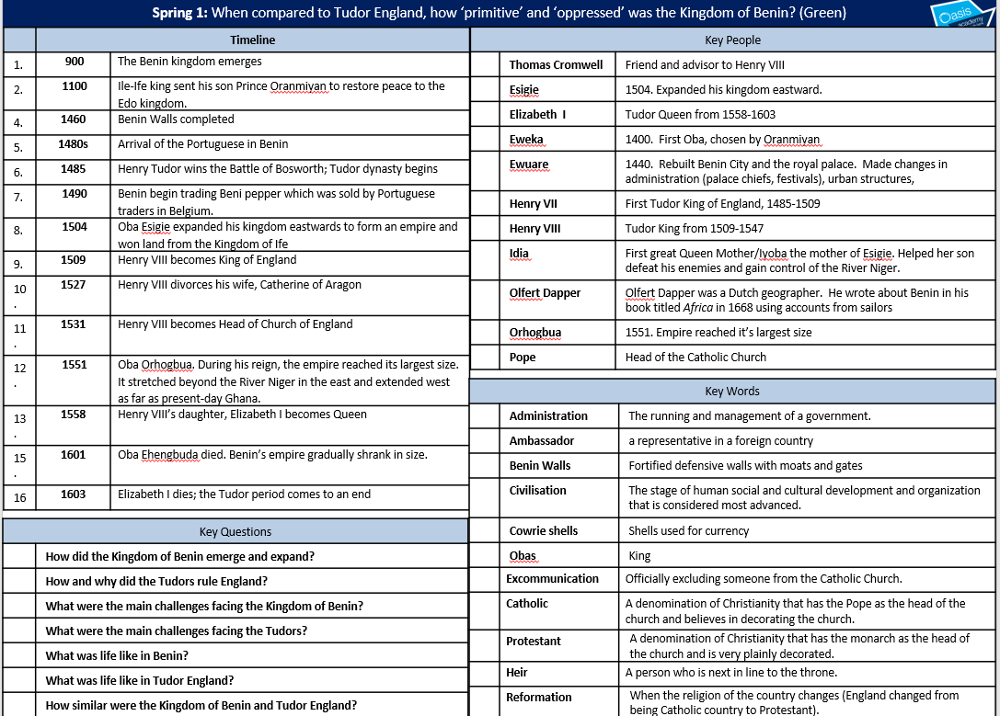 Spring 1: When compared to Tudor England, how ‘primitive’ and ‘oppressed’ was the Kingdom of Benin? (Green)
Oasis
academy
Timeline
1. 900 The Benin kingdom emerges
2. 1100 Ile-Ife king sent his son Prince Oranmiyan to restore peace to the
Edo kingdom.
4. 1460 Benin Walls completed
5. 1480s Arrival of the Portuguese in Benin
6. 1485 Henry Tudor wins the Battle of Bosworth; Tudor dynasty begins
7. 1490 Benin begin trading Beni pepper which was sold by Portuguese
traders in Belgium.
8. 1504 Oba Esigie expanded his kingdom eastwards to form an empire and
won land from the Kingdom of Ife
9. 1509 Henry VIII becomes King of England
10 1527 Henry VIII divorces his wife, Catherine of Aragon
.
11 1531 Henry VIII becomes Head of Church of England
.
12 1551 Oba Orhogbua. During his reign, the empire reached its largest size.
. It stretched beyond the River Niger in the east and extended west
as far as present-day Ghana.
13 1558 Henry VIII’s daughter, Elizabeth I becomes Queen
.
15 1601 Oba Ehengbuda died. Benin’s empire gradually shrank in size.
.
16 1603 Elizabeth I dies; the Tudor period comes to an end
Key Questions
How did the Kingdom of Benin emerge and expand?
How and why did the Tudors rule England?
What were the main challenges facing the Kingdom of Benin?
What were the main challenges facing the Tudors?
What was life like in Benin?
What was life like in Tudor England?
How similar were the Kingdom of Benin and Tudor England?
Key People
Thomas Cromwell Friend and advisor to Henry VIII
Esigie 1504. Expanded his kingdom eastward.
Elizabeth I Tudor Queen from 1558-1603
Eweka 1400. First Oba, chosen by Oranmiyan
Ewuare 1440. Rebuilt Benin City and the royal palace. Made changes in
administration (palace chiefs, festivals), urban structures,
Henry VII First Tudor King of England, 1485-1509
Henry VIII Tudor King from 1509-1547
Idia First great Queen Mother/Iyoba the mother of Esigie. Helped her son
defeat his enemies and gain control of the River Niger.
Olfert Dapper Olfert Dapper was a Dutch geographer. He wrote about Benin in his
book titled Africa in 1668 using accounts from sailors
Orhogbua 1551. Empire reached it’s largest size
Pope Head of the Catholic Church
Key Words
Administration The running and management of a government.
Ambassador a representative in a foreign country
Benin Walls Fortified defensive walls with moats and gates
Civilisation The stage of human social and cultural development and organization
that is considered most advanced.
Cowrie shells Shells used for currency
Obas King
Excommunication Officially excluding someone from the Catholic Church.
Catholic A denomination of Christianity that has the Pope as the head of the
church and believes in decorating the church.
Protestant A denomination of Christianity that has the monarch as the head of
the church and is very plainly decorated.
Heir A person who is next in line to the throne.
Reformation When the religion of the country changes (England changed from
being Catholic country to Protestant).